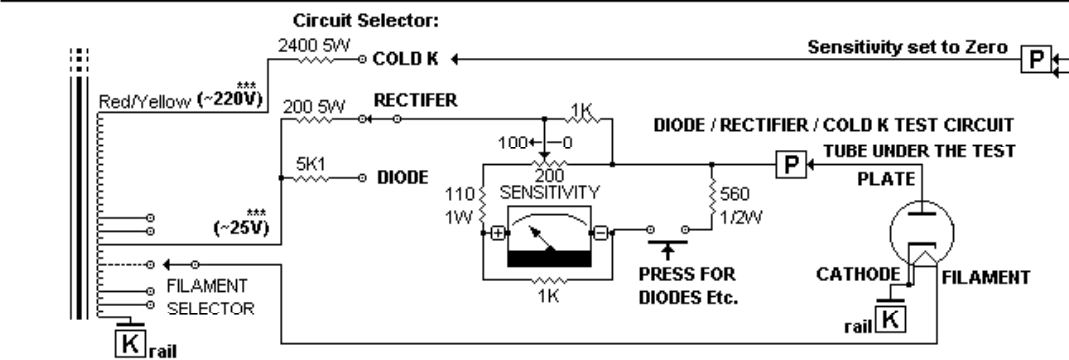 Circuit Selector:
2400 5W
COLD K
Sensitivity set to Zero
P
***
Red/Yellow (~220V)
200 5W
RECTIFER
1K
DIODE / RECTIFIER / COLD K TEST CIRCUIT
100 0
TUBE UNDER THE TEST
5K1
DIODE
200
P
PLATE
110
1W
SENSITIVITY
560
1/2W
***
(~25V)
+
-
FILAMENT
SELECTOR
1K
PRESS FOR
DIODES Etc.
CATHODE
FILAMENT
rail K
K rail